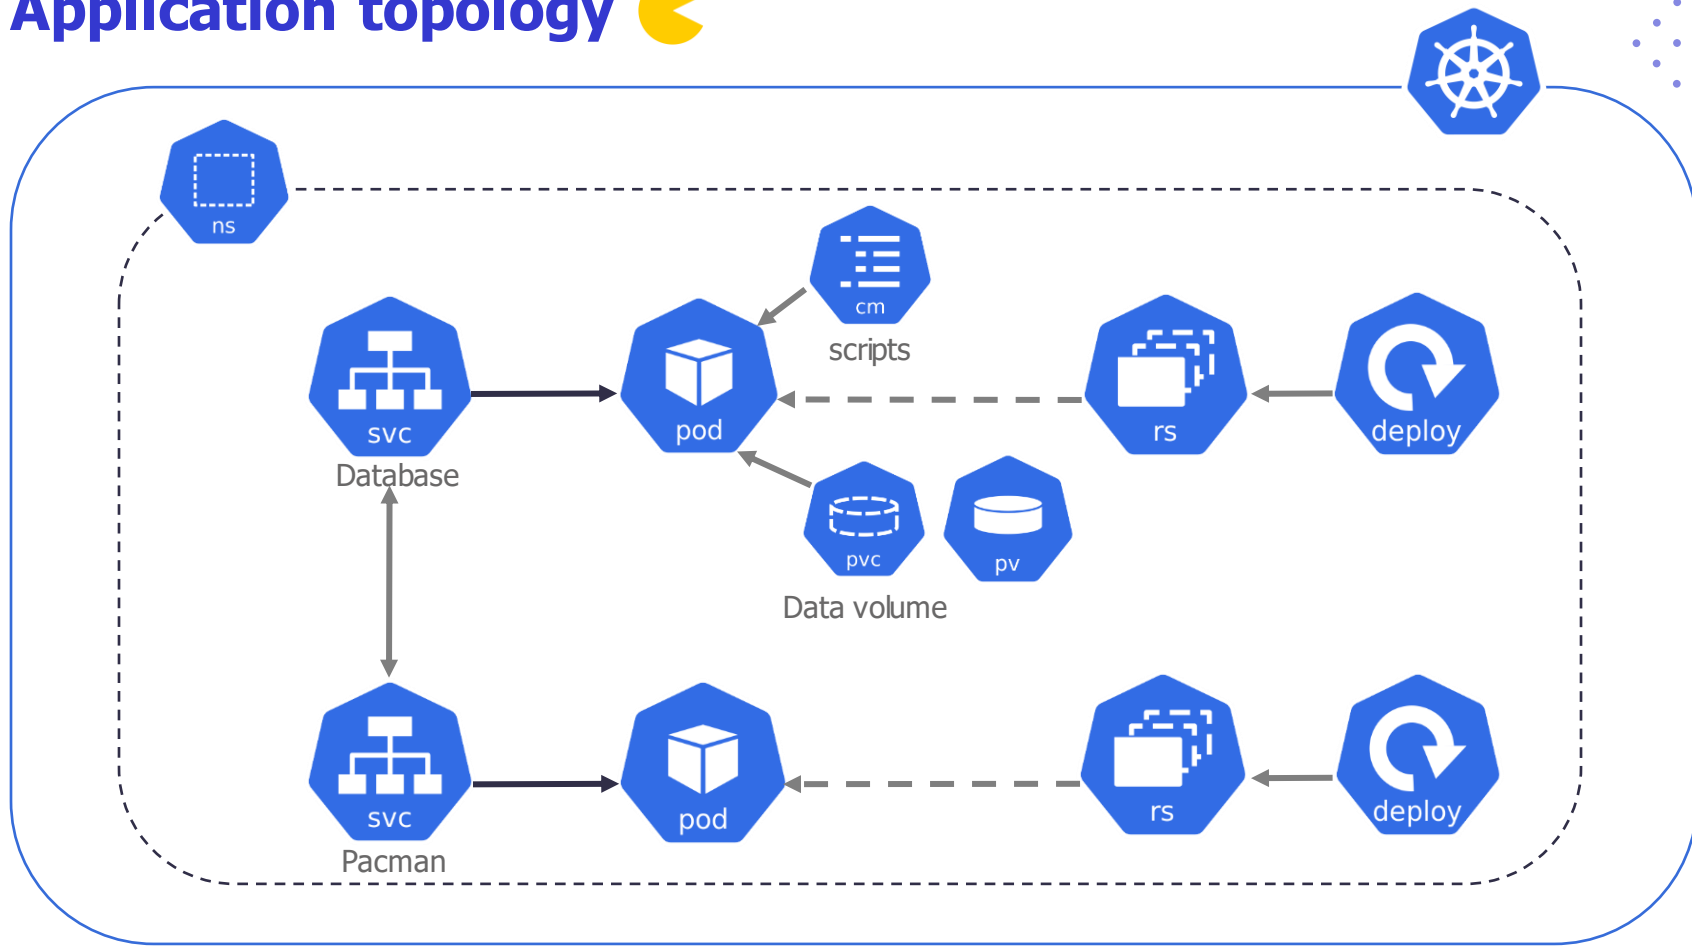 Application topology
ns
cm
scripts
svc
Database
pod
rs
deploy
pvc
pv
Data volume
svc
Pacman
pod
rs
deploy